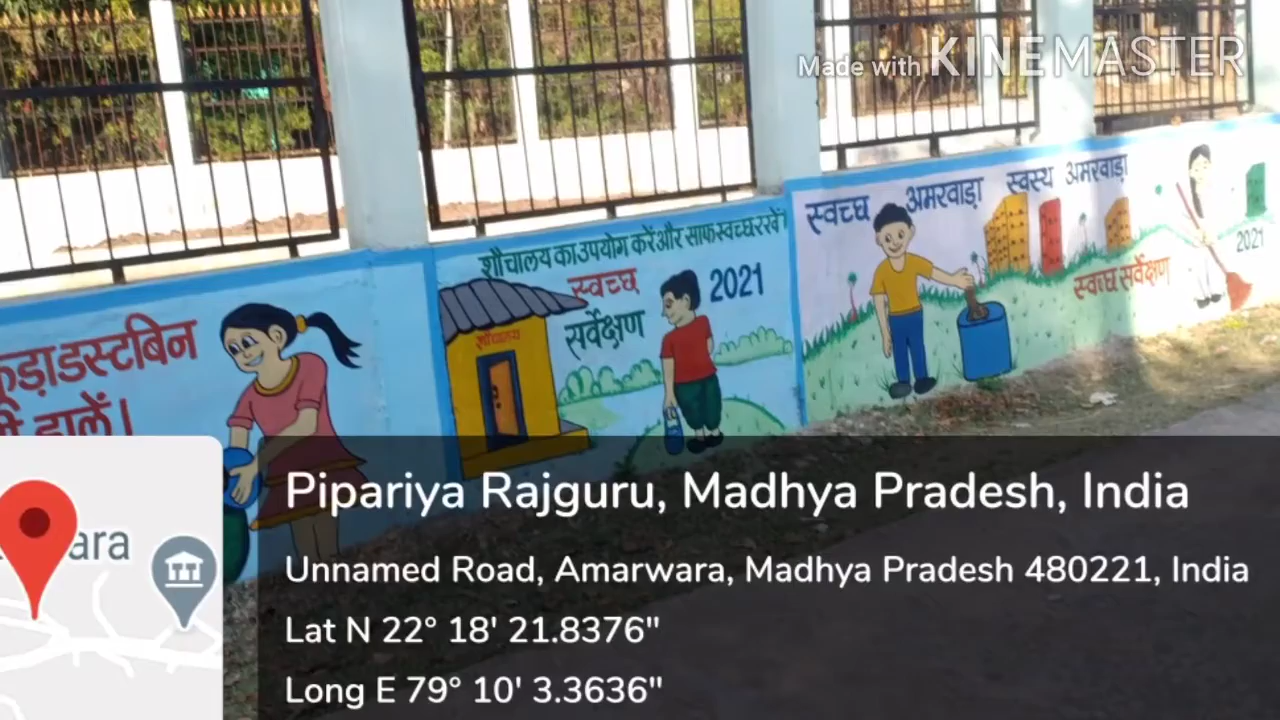 Made with KINEMASTER
कूड़ा डस्टबिन
में डालें।
शौचालय का उपयोग करें और साफ स्वच्छ रखें।
स्वच्छ 2021
सर्वेक्षण
शौचालय
स्वच्छ अमरवाड़ा स्वस्थ अमरवाड़ा
स्वच्छ सर्वेक्षण 2021
Pipariya Rajguru, Madhya Pradesh, India
Unnamed Road, Amarwara, Madhya Pradesh 480221, India
Lat N 22° 18' 21.8376"
Long E 79° 10' 3.3636"